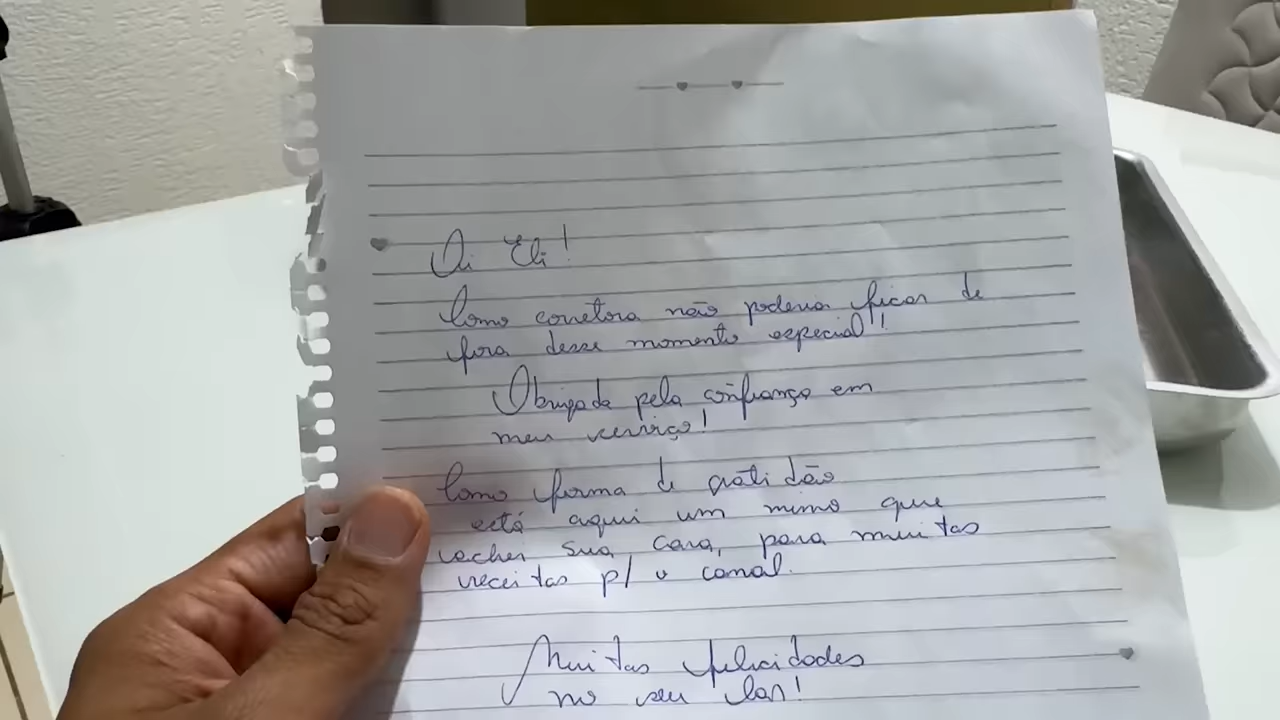 Oi Eli!
Como corretora não poderia ficar de
fora desse momento especial!!
Obrigada pela confiança em
meu serviço!
Como forma de gratidão
está aqui um mimo que
achei sua cara, para muitas
receitas p/ o canal.
Muitas felicidades
no seu lar!